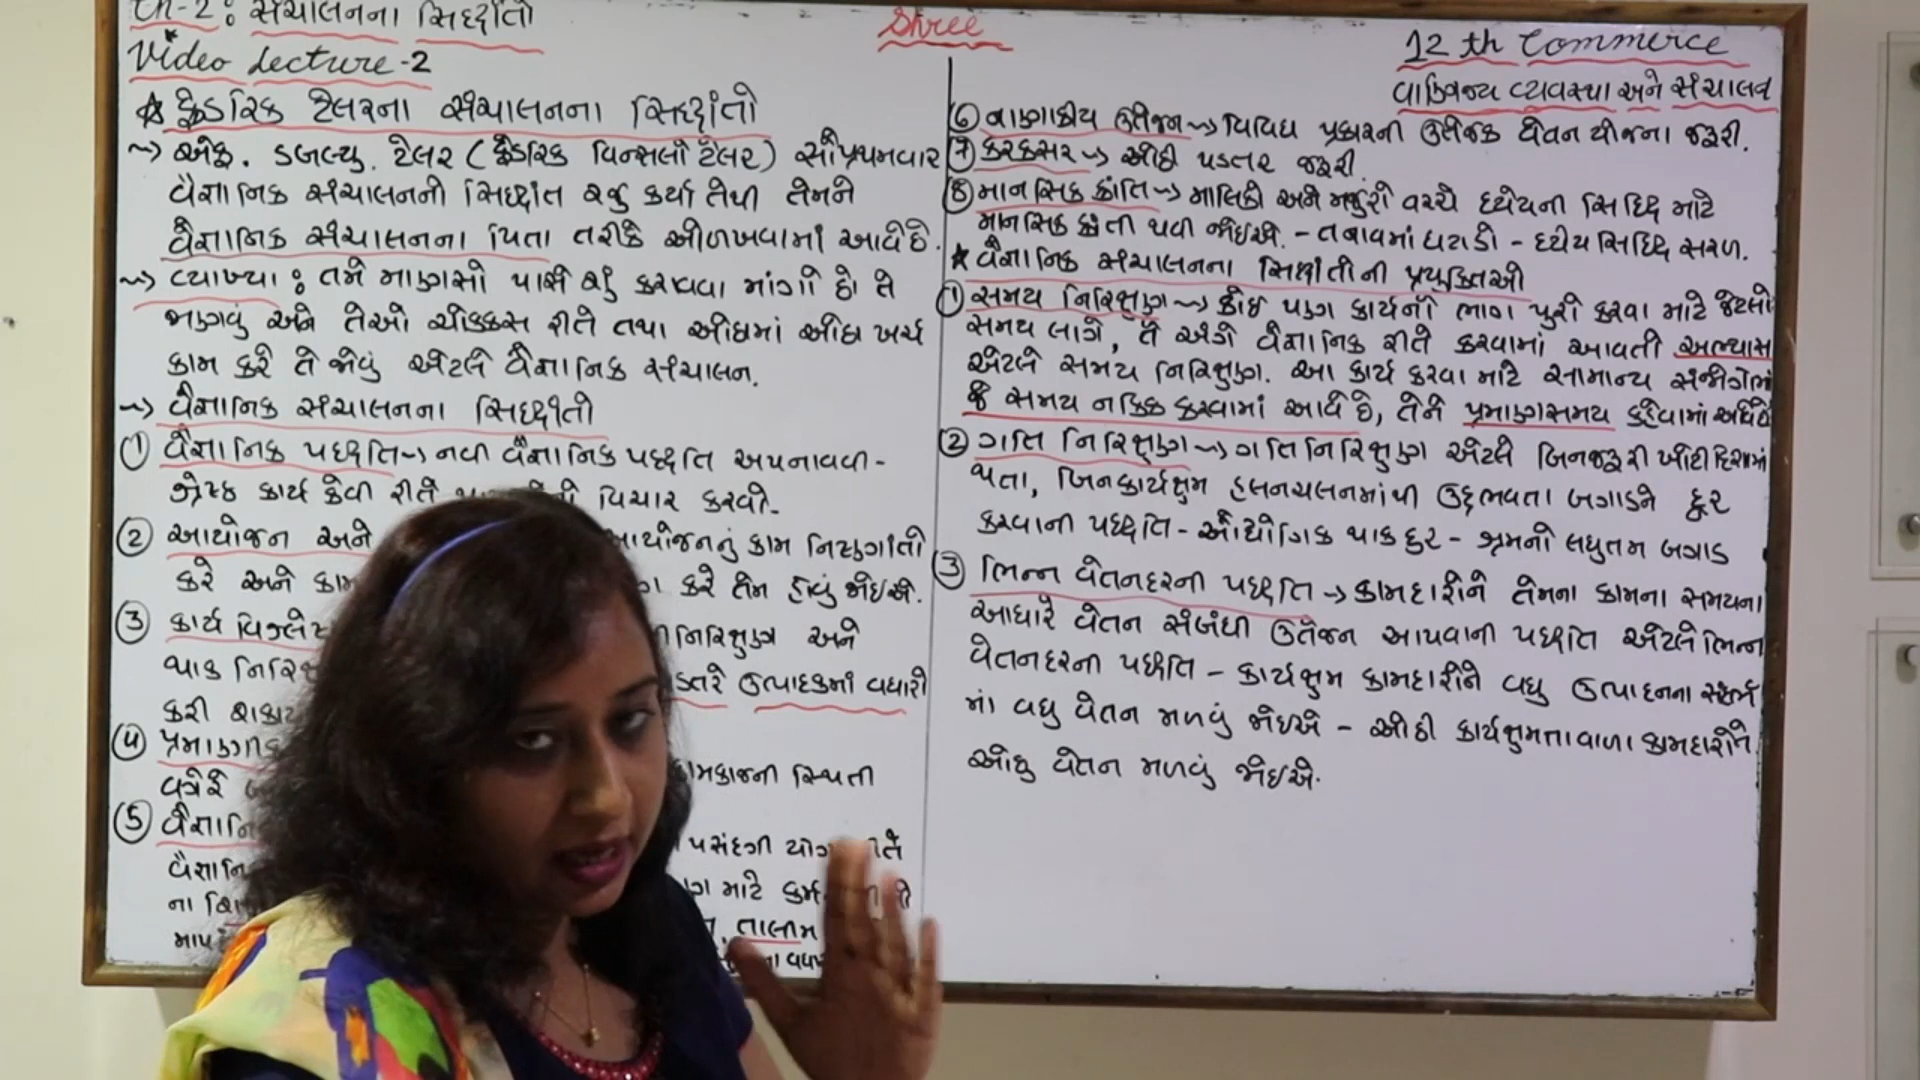 Ch-2: સંચાલનના સિદ્ધાંતો
Video Lecture-2
Shree
12 th Commerce
વાણિજ્ય વ્યવસ્થા અને સંચાલન
* ફ્રેડરિક ટેલરના સંચાલનના સિદ્ધાંતો
~> એફ. ડબલ્યુ. ટેલર (ફ્રેડરિક વિન્સલો ટૅલર) સૌપ્રથમવાર
વૈજ્ઞાનિક સંચાલનનો સિદ્ધાંત રજુ કર્યા તેથી તેમને
વૈજ્ઞાનિક સંચાલનના પિતા તરીકે ઓળખવામાં આવે છે.
~> વ્યાખ્યા: તમે માણસો પાસે શું કરાવવા માંગો છો તે
જાણવું અને તેઓ ચોક્કસ રીતે તથા ઓછામાં ઓછા ખર્ચે
કામ કરે તે જોવું એટલે વૈજ્ઞાનિક સંચાલન.
~> વૈજ્ઞાનિક સંચાલનના સિદ્ધાંતો
① વૈજ્ઞાનિક પદ્ધતિ~> નવી વૈજ્ઞાનિક પદ્ધતિ અપનાવવી -
શ્રેષ્ઠ કાર્ય કેવી રીતે વિચાર કરવો.
② આયોજન અને આયોજનનું કામ નિષ્ણાંતો
કરે અને કામ કરે તેમ હોવું જોઈએ.
③ કાર્ય નિરિક્ષણ અને
થાક ઉત્પાદકમાં વધારો
કરી
④ કામકાજની સ્થિતી
વગેરે
⑤ પસંદગી
માટે
ના
તાલીમ
⑥ નાણાકીય ઉત્તેજન ~> વિવિધ પ્રકારની ઉત્તેજક વેતન યોજના જરૂરી.
⑦ કરકસર ~> ઓછી પડતર જરૂરી.
⑧ માનસિક ક્રાંતિ ~> માલિકો અને મજુરો વચ્ચે ધ્યેયની સિદ્ધિ માટે
માનસિક ક્રાંતી થવી જોઈએ. - તનાવમાં ઘટાડો - ધ્યેય સિદ્ધિ સરળ.
* વૈજ્ઞાનિક સંચાલનના સિદ્ધાંતોની પ્રયુક્તિઓ
① સમય નિરિક્ષણ ~> કોઇ પણ કાર્યનો ભાગ પુરો કરવા માટે જેટલો
સમય લાગે, તે અંગે વૈજ્ઞાનિક રીતે કરવામાં આવતો અભ્યાસ
એટલે સમય નિરિક્ષણ. આ કાર્ય કરવા માટે સામાન્ય સંજોગોમાં
જે સમય નક્કિ કરવામાં આવે છે, તેને પ્રમાણસમય કહેવામાં આવે છે
② ગતિ નિરિક્ષણ ~> ગતિનિરિક્ષણ એટલે બિનજરૂરી ખોટી દિશામાં
થતા, બિનકાર્યક્ષમ હલનચલનમાંથી ઉદ્દભવતા બગાડને દૂર
કરવાની પદ્ધતિ - ઔદ્યોગિક થાક દુર - શ્રમનો લઘુતમ બગાડ
③ ભિન્ન વેતનદરની પદ્ધતિ -> કામદારોને તેમના કામના સમયના
આધારે વેતન સંબંધી ઉત્તેજન આપવાની પદ્ધતિ એટલે ભિન્ન
વેતનદરની પદ્ધતિ - કાર્યક્ષમ કામદારોને વધુ ઉત્પાદનના સંદર્ભ
માં વધુ વેતન મળવું જોઇએ - ઓછી કાર્યક્ષમતાવાળા કામદારોને
ઓછુ વેતન મળવું જોઇએ.